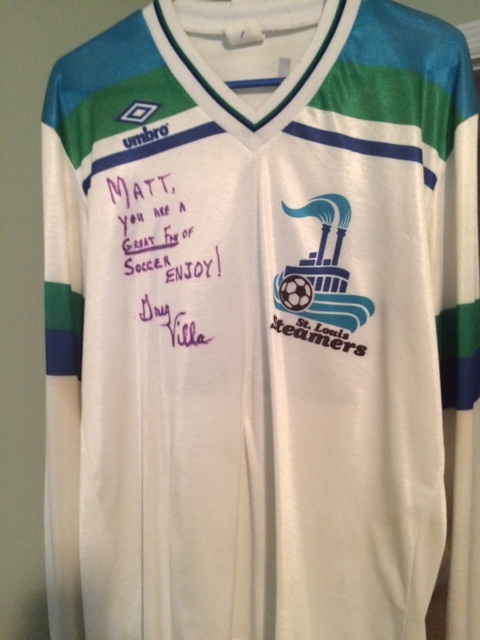 umbro
MATT,
YOU ARE A
GREAT FAN OF
SOCCER
ENJOY!
Villa
St. Louis
Steamers